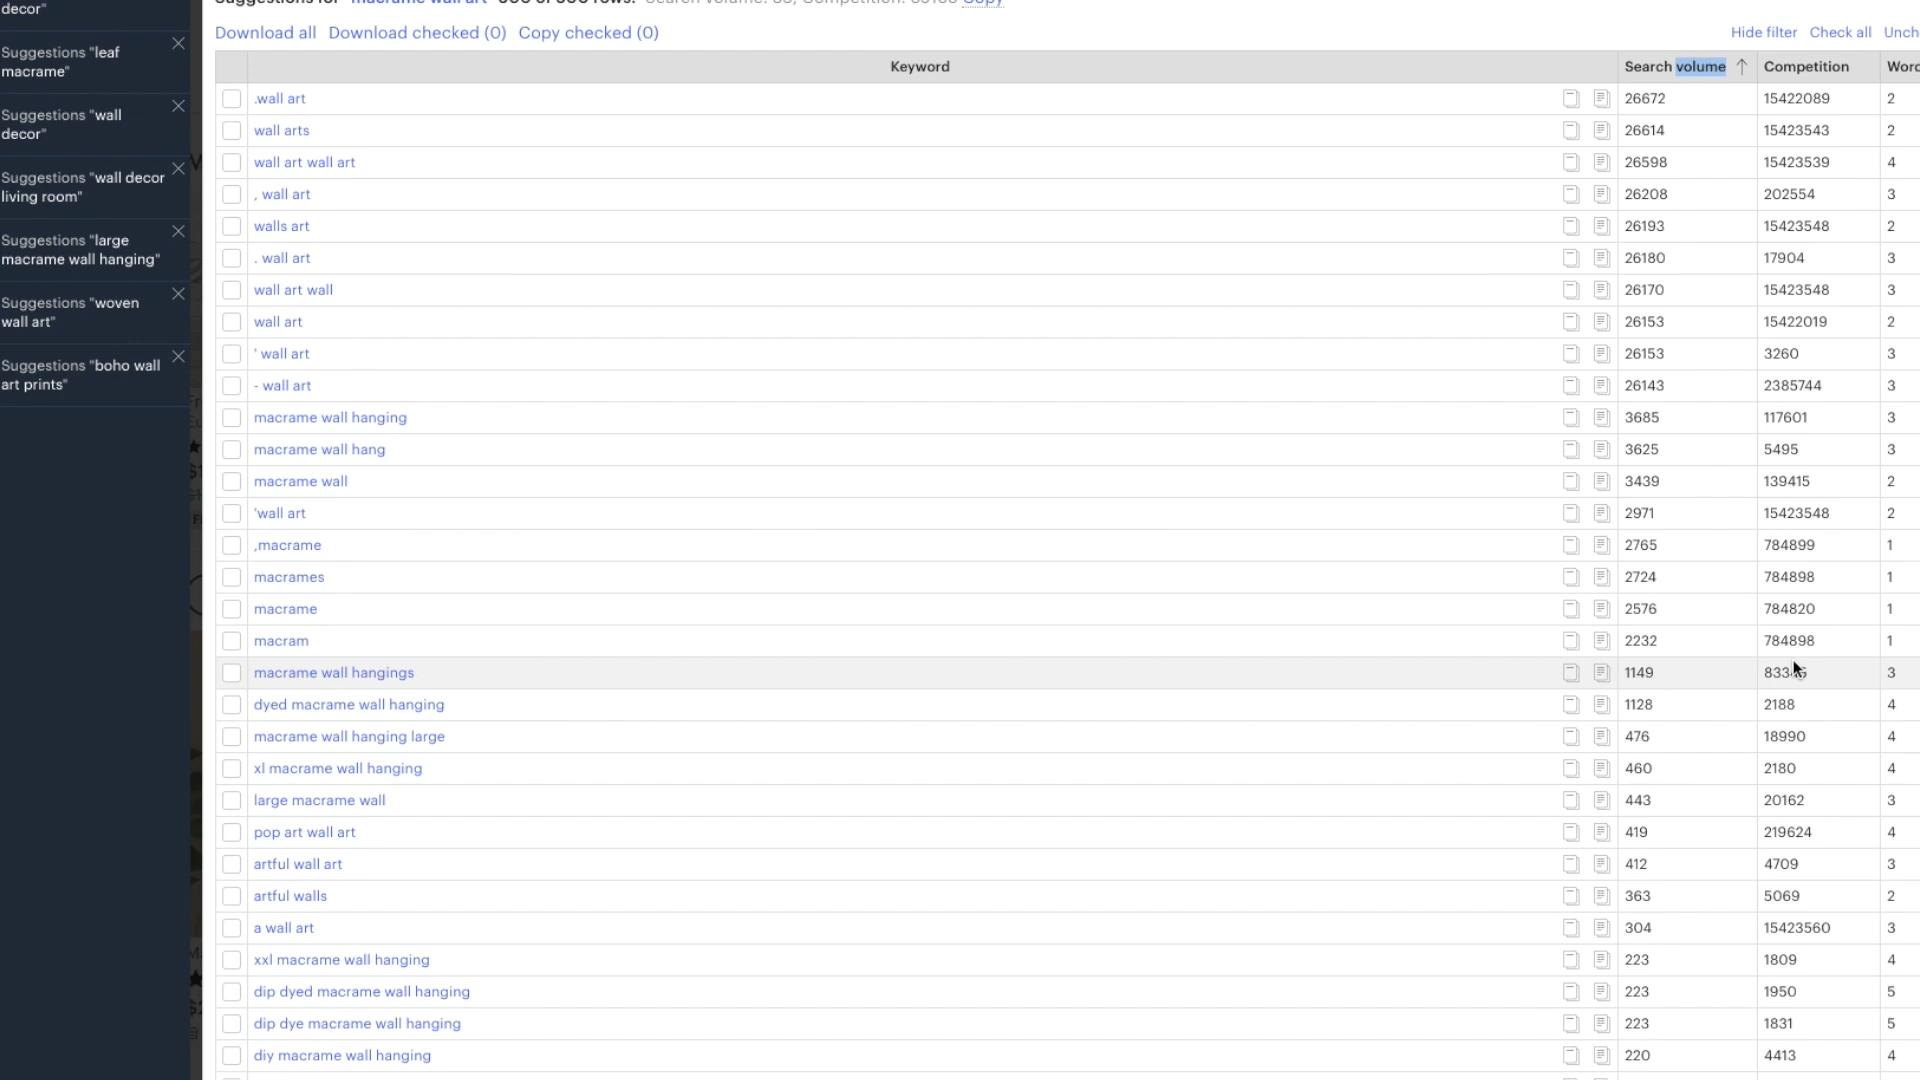 decor"
Suggestions "leaf
macrame"
Suggestions "wall
decor"
Suggestions "wall decor
living room"
Suggestions "large
macrame wall hanging"
Suggestions "woven
wall art"
Suggestions "boho wall
art prints"
Download all Download checked (0) Copy checked (0)
Hide filter Check all Unch
Keyword Search volume ↑ Competition Word
.wall art 26672 15422089 2
wall arts 26614 15423543 2
wall art wall art 26598 15423539 4
, wall art 26208 202554 3
walls art 26193 15423548 2
. wall art 26180 17904 3
wall art wall 26170 15423548 3
wall art 26153 15422019 2
' wall art 26153 3260 3
- wall art 26143 2385744 3
macrame wall hanging 3685 117601 3
macrame wall hang 3625 5495 3
macrame wall 3439 139415 2
'wall art 2971 15423548 2
,macrame 2765 784899 1
macrames 2724 784898 1
macrame 2576 784820 1
macram 2232 784898 1
macrame wall hangings 1149 3
dyed macrame wall hanging 1128 2188 4
macrame wall hanging large 476 18990 4
xl macrame wall hanging 460 2180 4
large macrame wall 443 20162 3
pop art wall art 419 219624 4
artful wall art 412 4709 3
artful walls 363 5069 2
a wall art 304 15423560 3
xxl macrame wall hanging 223 1809 4
dip dyed macrame wall hanging 223 1950 5
dip dye macrame wall hanging 223 1831 5
diy macrame wall hanging 220 4413 4